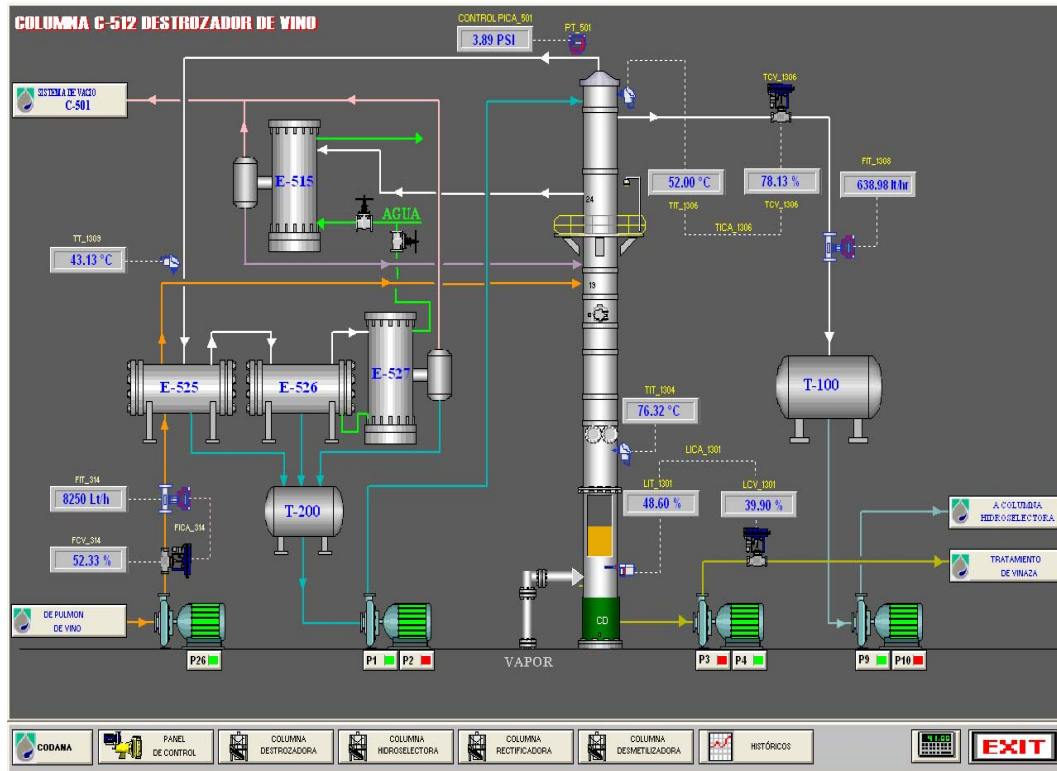 COLUMNA C-512 DESTROZADOR DE VINO
CONTROL PICA_501
3.89 PSI
PT_501
SISTEMA DE VACIO
C-501
TCV_1306
E-515
52.00 °C
78.13 %
FIT_1308
638.98 lt/hr
TIT_1306
TCV_1306
TICA_1306
24
AGUA
TT_1309
43.13 °C
19
E-525
E-526
E-527
T-100
TIT_1304
76.32 °C
LICA_1301
FIT_314
8250 Lt/h
T-200
LIT_1301
48.60 %
LCV_1301
39.90 %
A COLUMNA
HIDROSELECTORA
FICA_314
FCV_314
52.33 %
TRATAMIENTO
DE VINAZA
DE PULMON
DE VINO
CD
P26
P1
P2
VAPOR
P3
P4
P9
P10
CODANA
PANEL
DE CONTROL
COLUMNA
DESTROZADORA
COLUMNA
HIDROSELECTORA
COLUMNA
RECTIFICADORA
COLUMNA
DESMETILIZADORA
HISTÓRICOS
41.00
EXIT